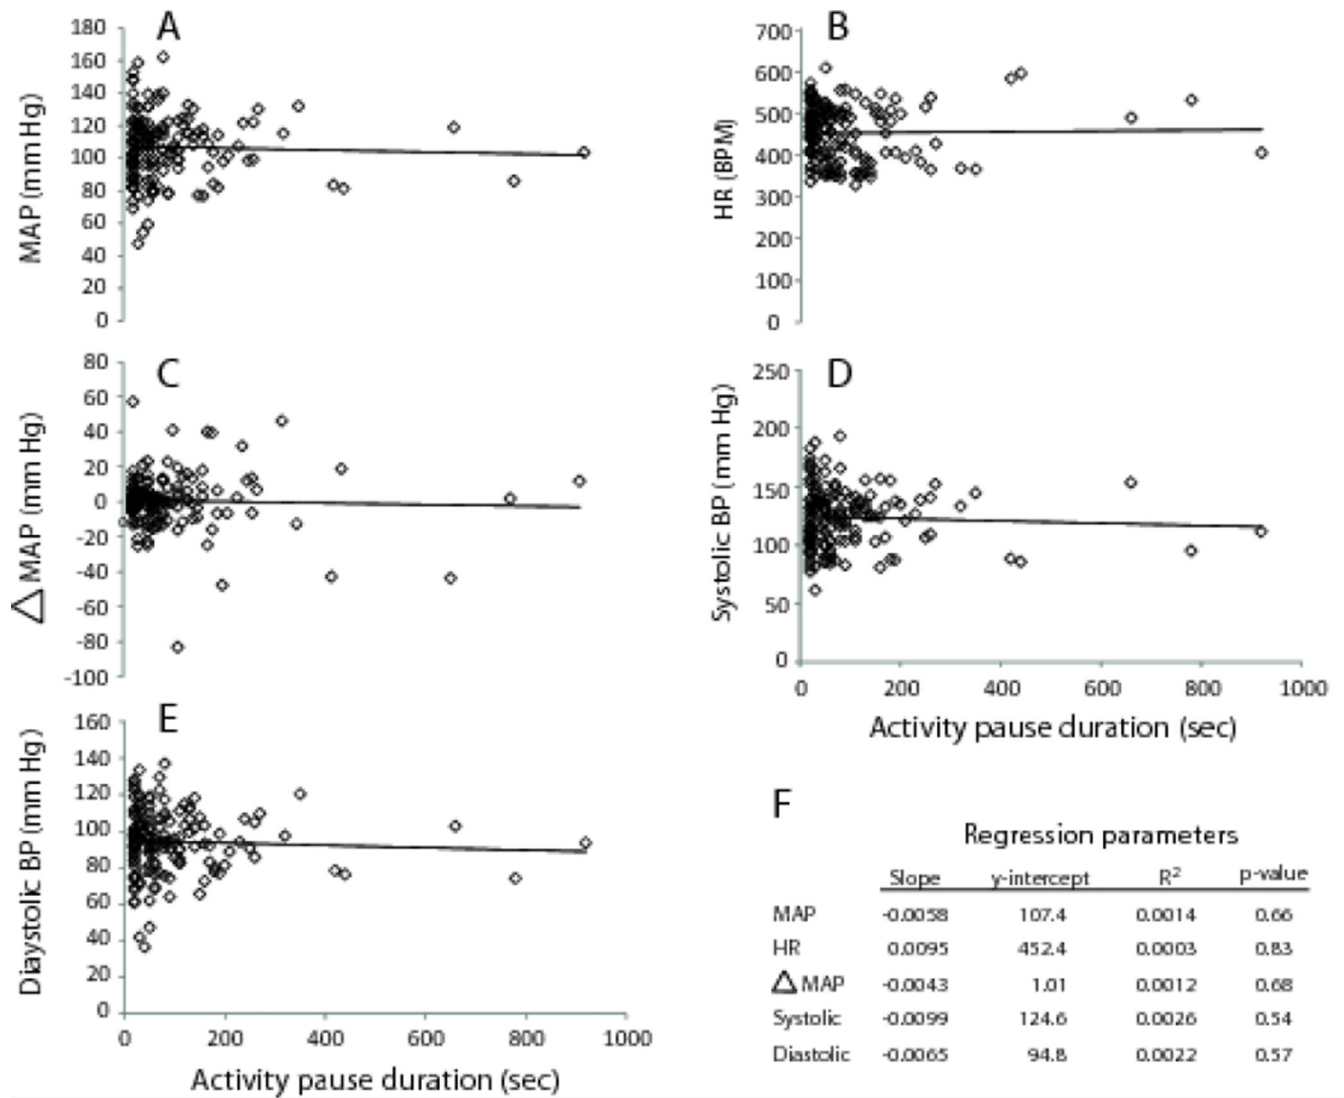 A
MAP (mm Hg)
180
160
140
120
100
80
60
40
20
0
B
HR (BPM)
700
600
500
400
300
200
100
0
C
△ MAP (mm Hg)
80
60
40
20
0
-20
-40
-60
-80
-100
D
Systolic BP (mm Hg)
250
200
150
100
50
0
0 200 400 600 800 1000
Activity pause duration (sec)
E
Diaystolic BP (mm Hg)
160
140
120
100
80
60
40
20
0
0 200 400 600 800 1000
Activity pause duration (sec)
F
Regression parameters
Slope y-intercept R² p-value
MAP -0.0058 107.4 0.0014 0.66
HR 0.0095 452.4 0.0003 0.83
△ MAP -0.0043 1.01 0.0012 0.68
Systolic -0.0099 124.6 0.0026 0.54
Diastolic -0.0065 94.8 0.0022 0.57